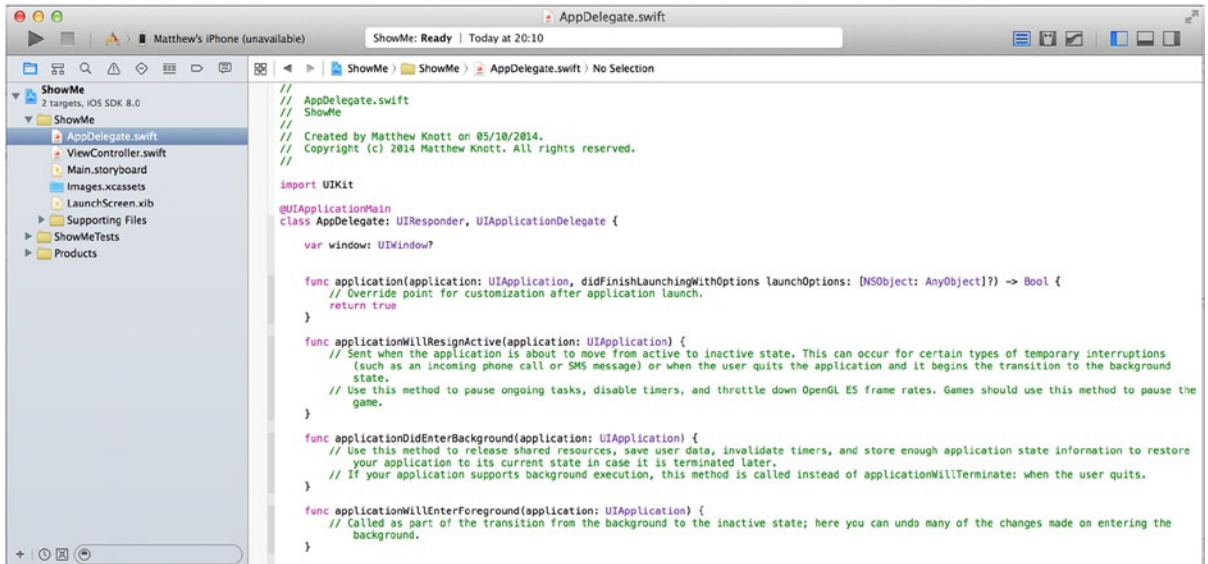 AppDelegate.swift
Matthew's iPhone (unavailable)
ShowMe: Ready | Today at 20:10
ShowMe
2 targets, iOS SDK 8.0
ShowMe
AppDelegate.swift
ViewController.swift
Main.storyboard
Images.xcassets
LaunchScreen.xib
Supporting Files
ShowMeTests
Products
ShowMe ShowMe AppDelegate.swift No Selection
//
// AppDelegate.swift
// ShowMe
//
// Created by Matthew Knott on 05/10/2014.
// Copyright (c) 2014 Matthew Knott. All rights reserved.
//
import UIKit
@UIApplicationMain
class AppDelegate: UIResponder, UIApplicationDelegate {
var window: UIWindow?
func application(application: UIApplication, didFinishLaunchingWithOptions launchOptions: [NSObject: AnyObject]?) -> Bool {
// Override point for customization after application launch.
return true
}
func applicationWillResignActive(application: UIApplication) {
// Sent when the application is about to move from active to inactive state. This can occur for certain types of temporary interruptions
(such as an incoming phone call or SMS message) or when the user quits the application and it begins the transition to the background
state.
// Use this method to pause ongoing tasks, disable timers, and throttle down OpenGL ES frame rates. Games should use this method to pause the
game.
}
func applicationDidEnterBackground(application: UIApplication) {
// Use this method to release shared resources, save user data, invalidate timers, and store enough application state information to restore
your application to its current state in case it is terminated later.
// If your application supports background execution, this method is called instead of applicationWillTerminate: when the user quits.
}
func applicationWillEnterForeground(application: UIApplication) {
// Called as part of the transition from the background to the inactive state; here you can undo many of the changes made on entering the
background.
}